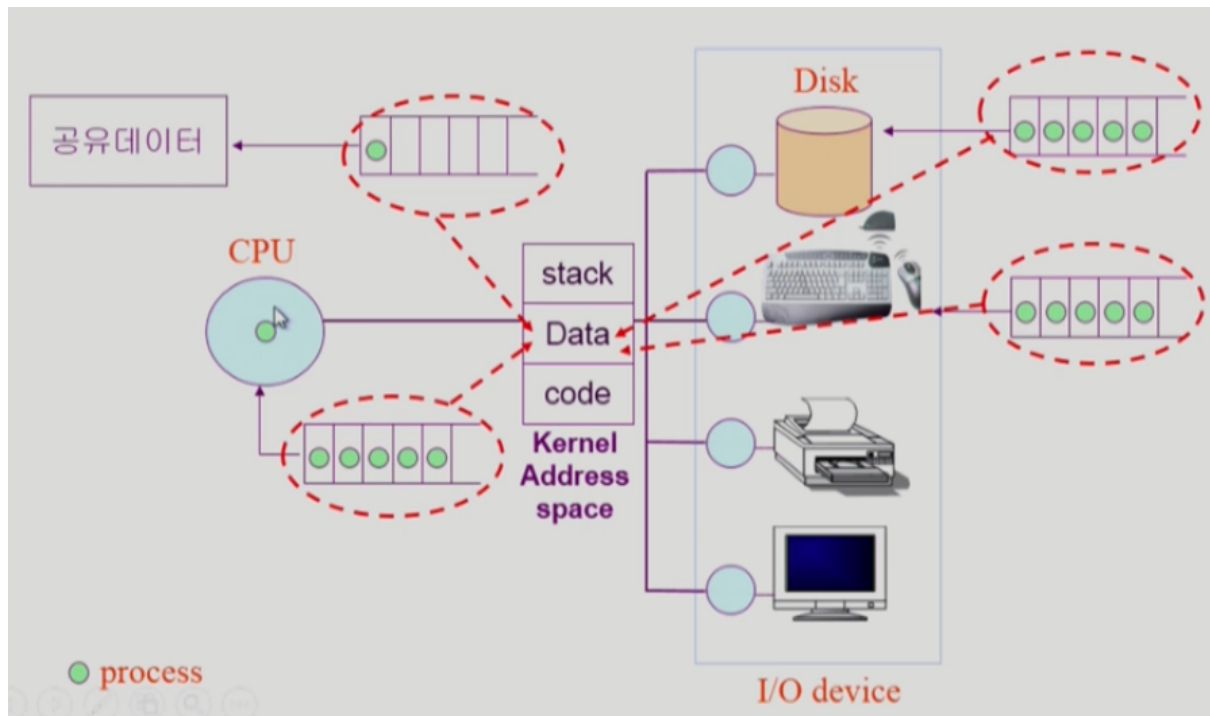 Disk
공유데이터
CPU
stack
Data
code
Kernel
Address
space
process
I/O device